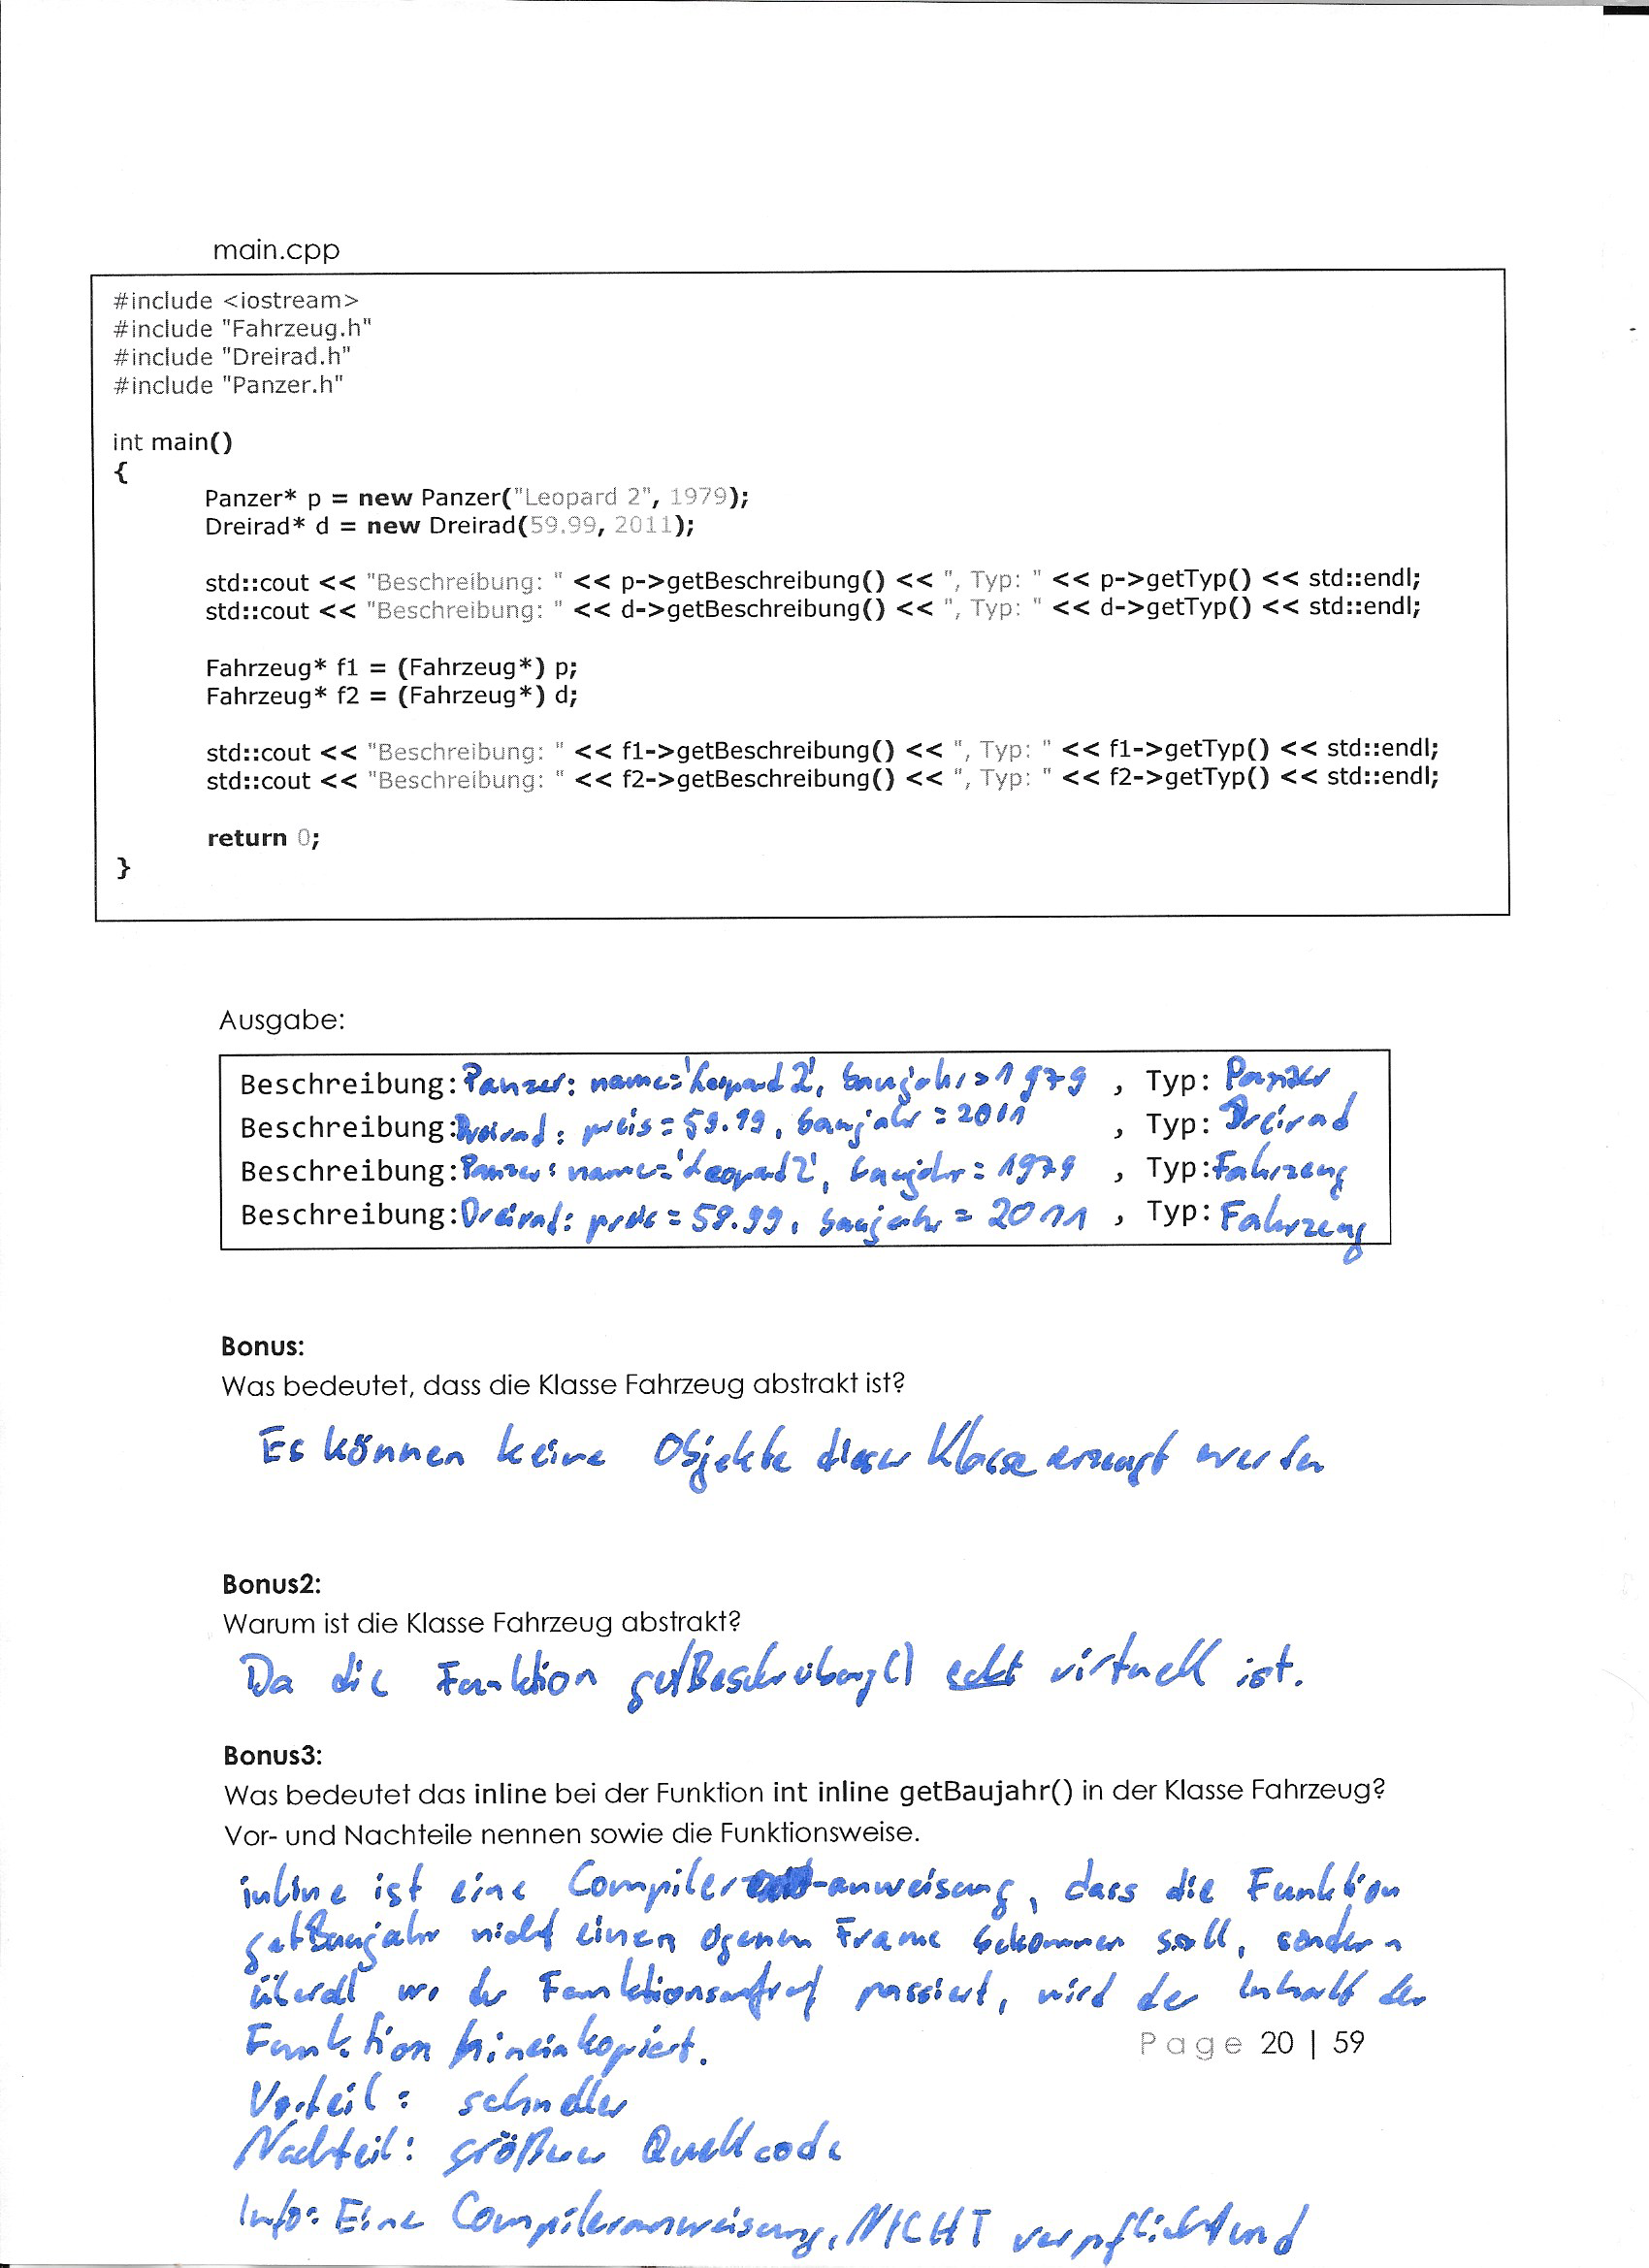 main.cpp
#include <iostream>
#include "Fahrzeug.h"
#include "Dreirad.h"
#include "Panzer.h"
int main()
{
Panzer* p = new Panzer("Leopard 2", 1979);
Dreirad* d = new Dreirad(59.99, 2011);
std::cout << "Beschreibung: " << p->getBeschreibung() << ", Typ: " << p->getTyp() << std::endl;
std::cout << "Beschreibung: " << d->getBeschreibung() << ", Typ: " << d->getTyp() << std::endl;
Fahrzeug* f1 = (Fahrzeug*) p;
Fahrzeug* f2 = (Fahrzeug*) d;
std::cout << "Beschreibung: " << f1->getBeschreibung() << ", Typ: " << f1->getTyp() << std::endl;
std::cout << "Beschreibung: " << f2->getBeschreibung() << ", Typ: " << f2->getTyp() << std::endl;
return 0;
}
Ausgabe:
Beschreibung: Panzer: name='Leopard 2', baujahr=1979 , Typ: Panzer
Beschreibung: Dreirad: preis=59.99, baujahr=2011 , Typ: Dreirad
Beschreibung: Panzer: name='Leopard 2', baujahr=1979 , Typ: Fahrzeug
Beschreibung: Dreirad: preis=59.99, baujahr=2011 , Typ: Fahrzeug
Bonus:
Was bedeutet, dass die Klasse Fahrzeug abstrakt ist?
Es können keine Objekte dieser Klasse erzeugt werden
Bonus2:
Warum ist die Klasse Fahrzeug abstrakt?
Da die Funktion getBeschreibung() echt virtuell ist.
Bonus3:
Was bedeutet das inline bei der Funktion int inline getBaujahr() in der Klasse Fahrzeug?
Vor- und Nachteile nennen sowie die Funktionsweise.
inline ist eine Compiler-anweisung, dass die Funktion
getBaujahr nicht einen eigenen Frame bekommen soll, sondern
überall wo der Funktionsaufruf passiert, wird der Inhalt der
Funktion hineinkopiert.
Page 20 | 59
Vorteil: schneller
Nachteil: größerer Quellcode
Info: Eine Compileranweisung, NICHT verpflichtend